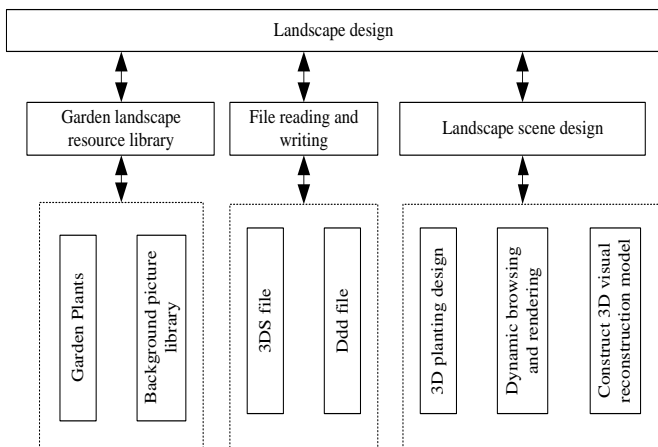 Landscape design
Garden landscape
resource library
File reading and
writing
Landscape scene design
Garden Plants
Background picture
library
3DS file
Ddd file
3D planting design
Dynamic browsing
and rendering
Construct 3D visual
reconstruction model